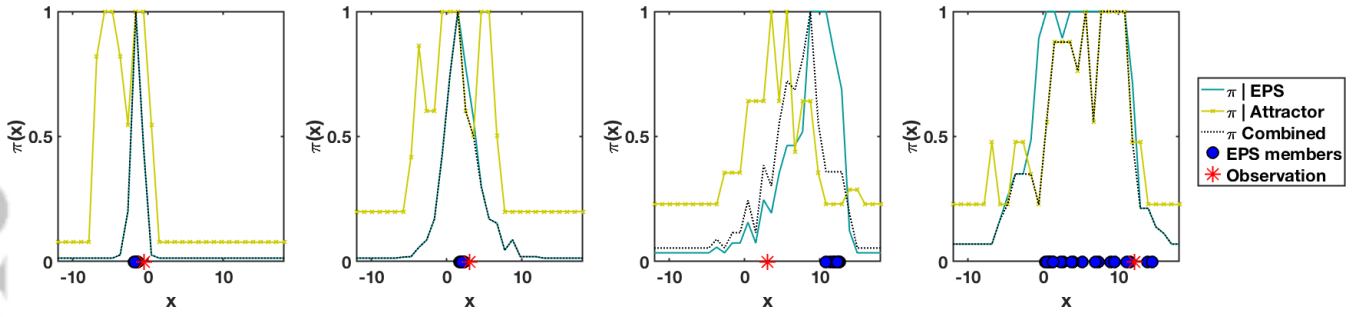 1
0.5
0
π(x)
-10
0
10
x
1
0.5
0
π(x)
-10
0
10
x
1
0.5
0
π(x)
-10
0
10
x
1
0.5
0
π(x)
-10
0
10
x
π | EPS
π | Attractor
π Combined
EPS members
Observation